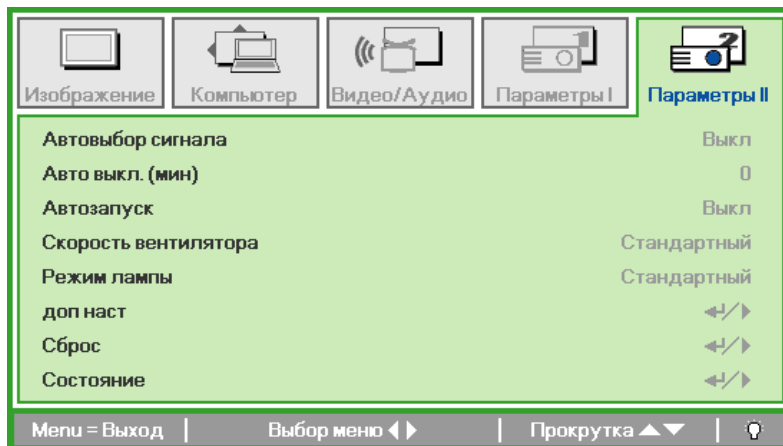 Изображение Компьютер Видео/Аудио Параметры I Параметры II
Автовыбор сигнала Выкл
Авто выкл. (мин) 0
Автозапуск Выкл
Скорость вентилятора Стандартный
Режим лампы Стандартный
доп наст
Сброс
Состояние
Menu = Выход Выбор меню Прокрутка